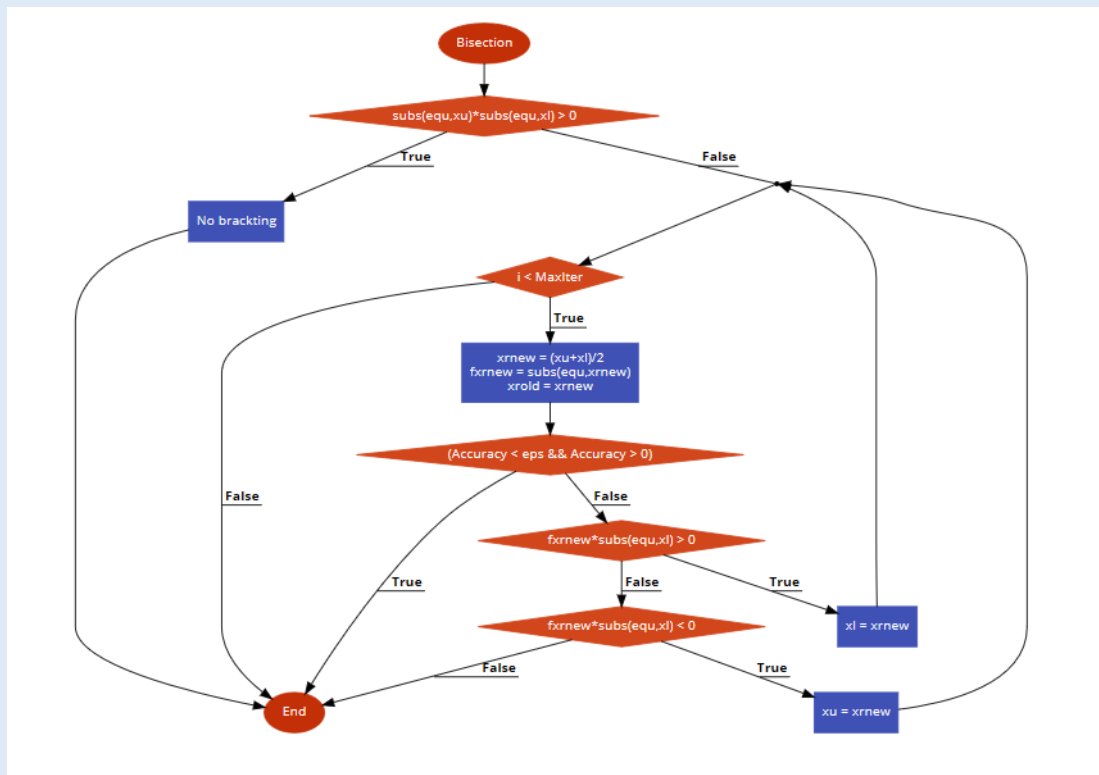 Bisection
subs(equ,xu)*subs(equ,xl) > 0
True
False
No brackting
i < MaxIter
True
xrnew = (xu+xl)/2
fxrnew = subs(equ,xrnew)
xrold = xrnew
(Accuracy < eps && Accuracy > 0)
False
False
fxrnew*subs(equ,xl) > 0
True
False
True
fxrnew*subs(equ,xl) < 0
xl = xrnew
False
True
End
xu = xrnew